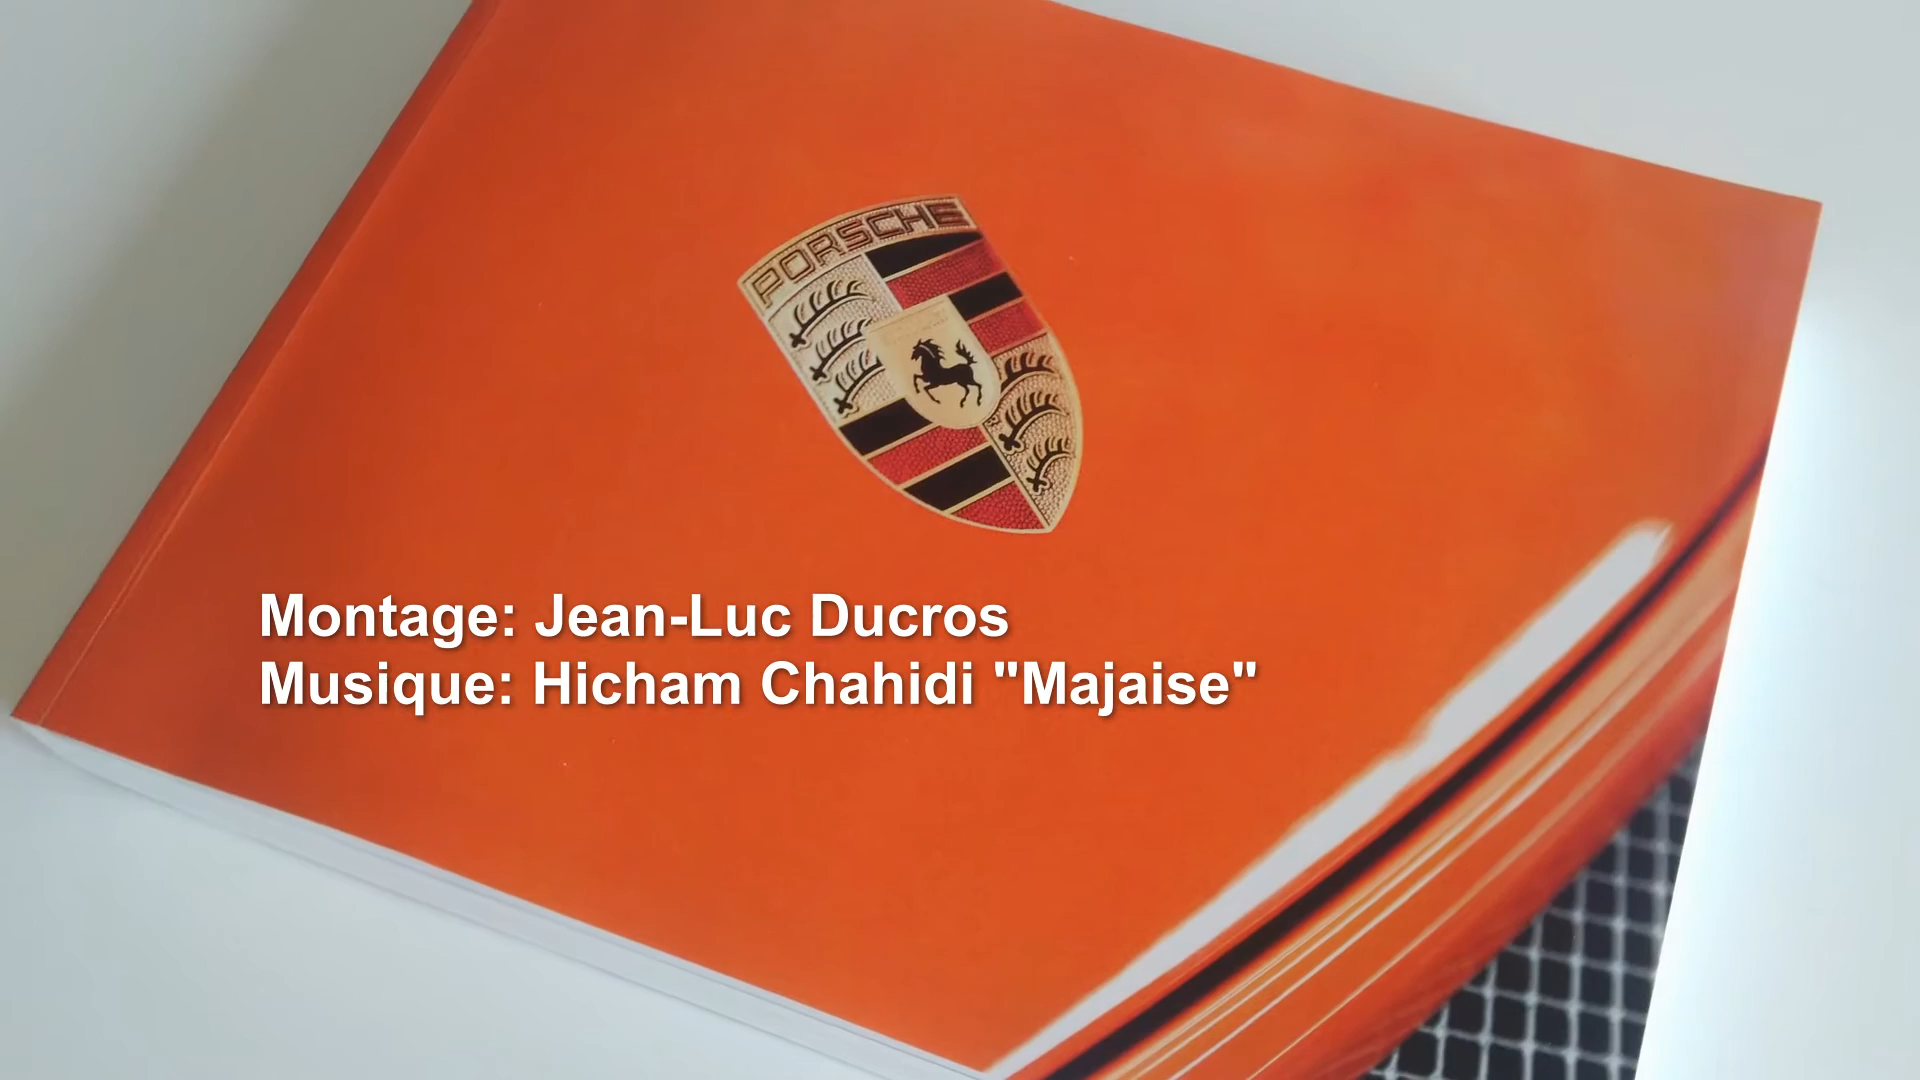 PORSCHE
Montage: Jean-Luc Ducros
Musique: Hicham Chahidi "Majaise"